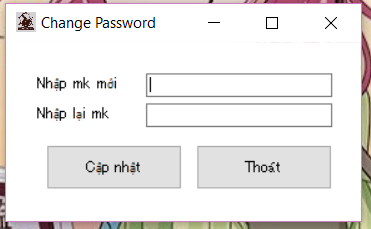 Change Password
Nhập mk mới
Nhập lại mk
Cập nhật
Thoát